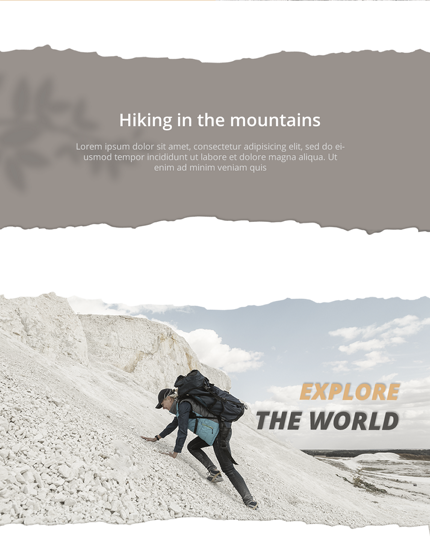 Hiking in the mountains
Lorem ipsum dolor sit amet, consectetur adipisicing elit, sed do ei-
usmod tempor incididunt ut labore et dolore magna aliqua. Ut
enim ad minim veniam quis
EXPLORE
THE WORLD